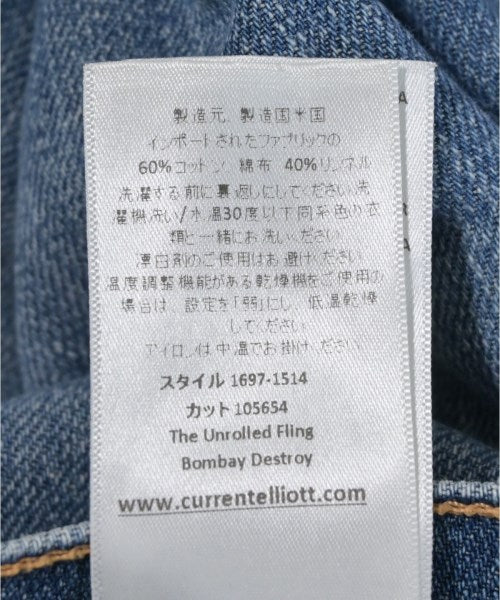 製造元, 製造国米国
インポートされたファブリックの
60%コットン, 綿布 40%リンネル
洗濯する前に裏返しにしてください洗
濯機洗い/水温30度以下同系色の衣
類と一緒にお洗いください
漂白剤のご使用はお避けください
温度調整機能がある乾燥機をご使用の
場合は、設定を「弱」にし、低温乾燥
してください
アイロンは中温でお掛けください
スタイル 1697-1514
カット 105654
The Unrolled Fling
Bombay Destroy
www.currentelliott.com
A
R
A